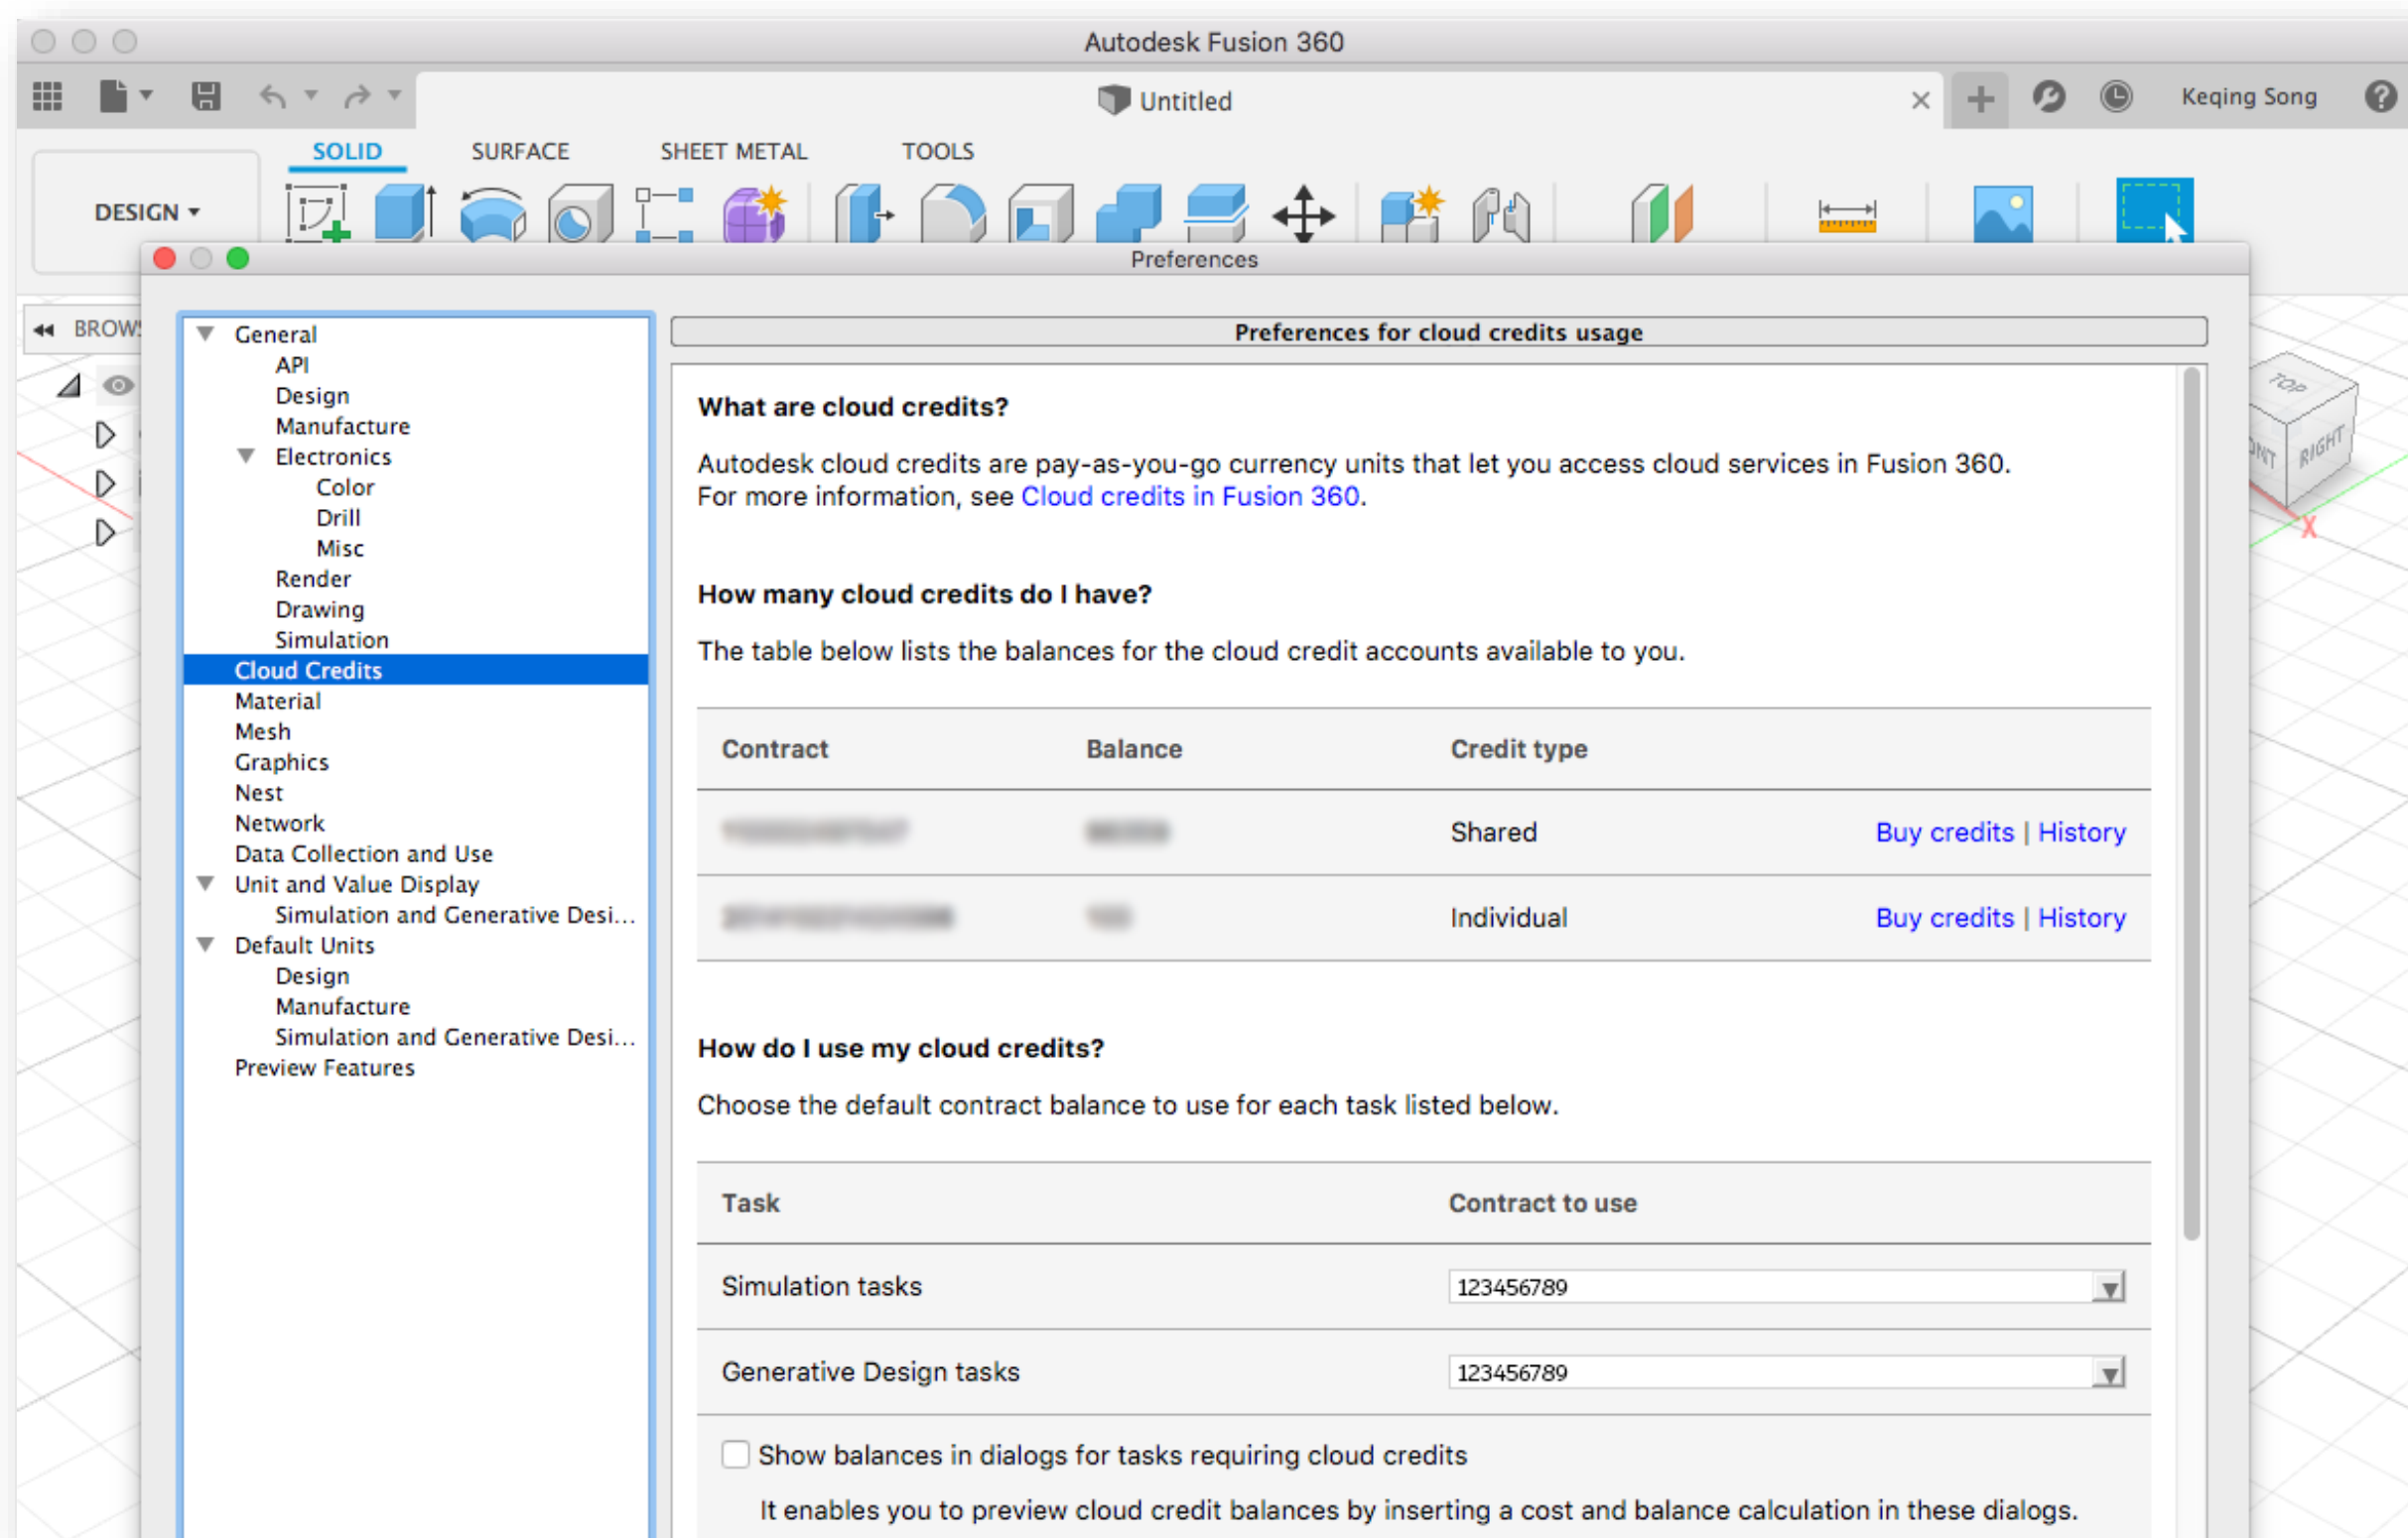 Autodesk Fusion 360
Untitled
Keqing Song
SOLID SURFACE SHEET METAL TOOLS
DESIGN
Preferences
BROWS
General
API
Design
Manufacture
Electronics
Color
Drill
Misc
Render
Drawing
Simulation
Cloud Credits
Material
Mesh
Graphics
Nest
Network
Data Collection and Use
Unit and Value Display
Simulation and Generative Desi...
Default Units
Design
Manufacture
Simulation and Generative Desi...
Preview Features
Preferences for cloud credits usage
What are cloud credits?
Autodesk cloud credits are pay-as-you-go currency units that let you access cloud services in Fusion 360.
For more information, see Cloud credits in Fusion 360.
How many cloud credits do I have?
The table below lists the balances for the cloud credit accounts available to you.
Contract Balance Credit type
Shared Buy credits | History
Individual Buy credits | History
How do I use my cloud credits?
Choose the default contract balance to use for each task listed below.
Task Contract to use
Simulation tasks 123456789
Generative Design tasks 123456789
Show balances in dialogs for tasks requiring cloud credits
It enables you to preview cloud credit balances by inserting a cost and balance calculation in these dialogs.
TOP
ONT RIGHT
X